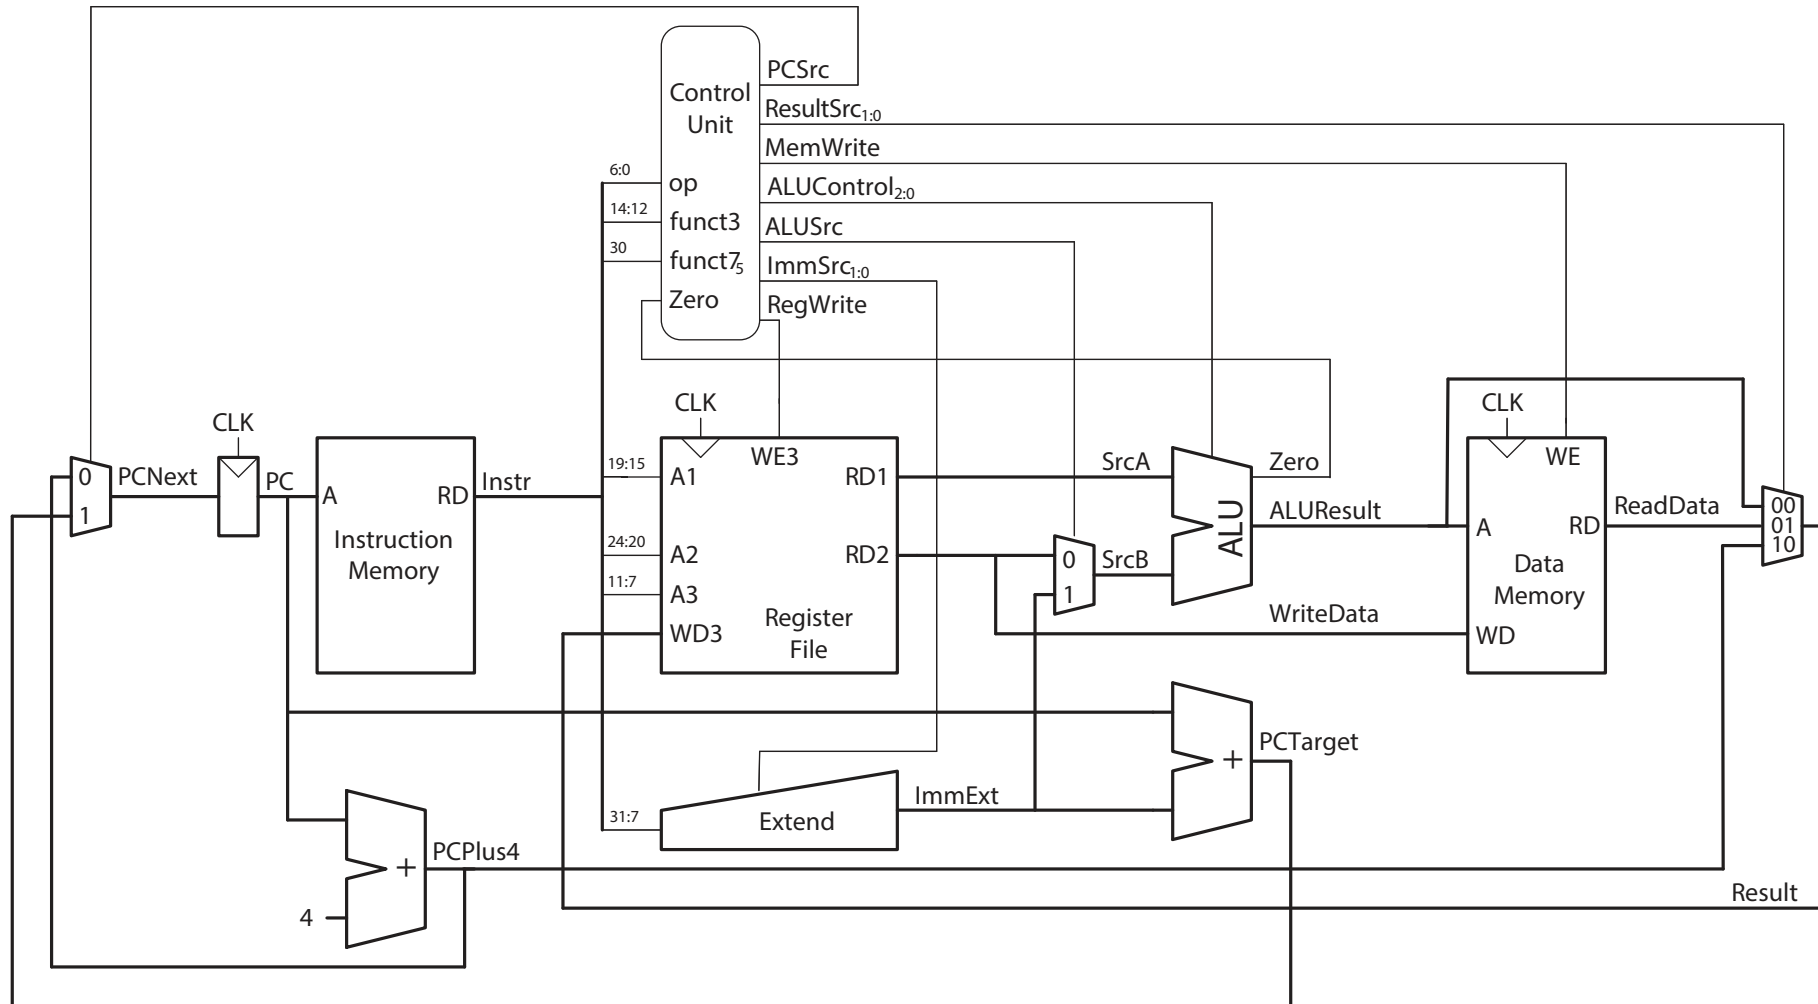 PCSrc
Control
Unit
ResultSrc1:0
MemWrite
6:0
op
ALUControl2:0
14:12
funct3
ALUSrc
30
funct75
ImmSrc1:0
Zero
RegWrite
CLK
CLK
CLK
0
1
PCNext
PC
A
RD
Instruction
Memory
Instr
19:15
A1
WE3
RD1
24:20
A2
RD2
11:7
A3
WD3
Register
File
0
1
SrcA
SrcB
ALU
Zero
ALUResult
WriteData
WE
A
RD
Data
Memory
WD
ReadData
00
01
10
+
PCTarget
31:7
Extend
ImmExt
PCPlus4
+
4
Result